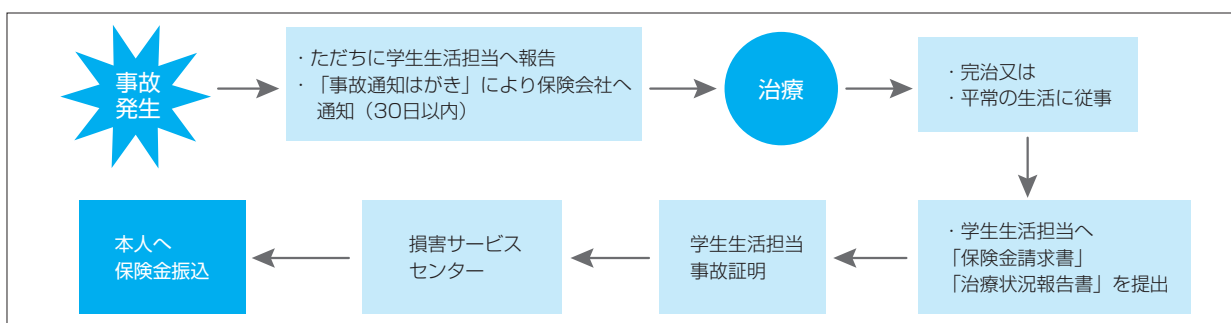 事故
発生
・ただちに学生生活担当へ報告
・「事故通知はがき」により保険会社へ
通知（30日以内）
治療
・完治又は
・平常の生活に従事
・学生生活担当へ
「保険金請求書」
「治療状況報告書」を提出
学生生活担当
事故証明
損害サービス
センター
本人へ
保険金振込